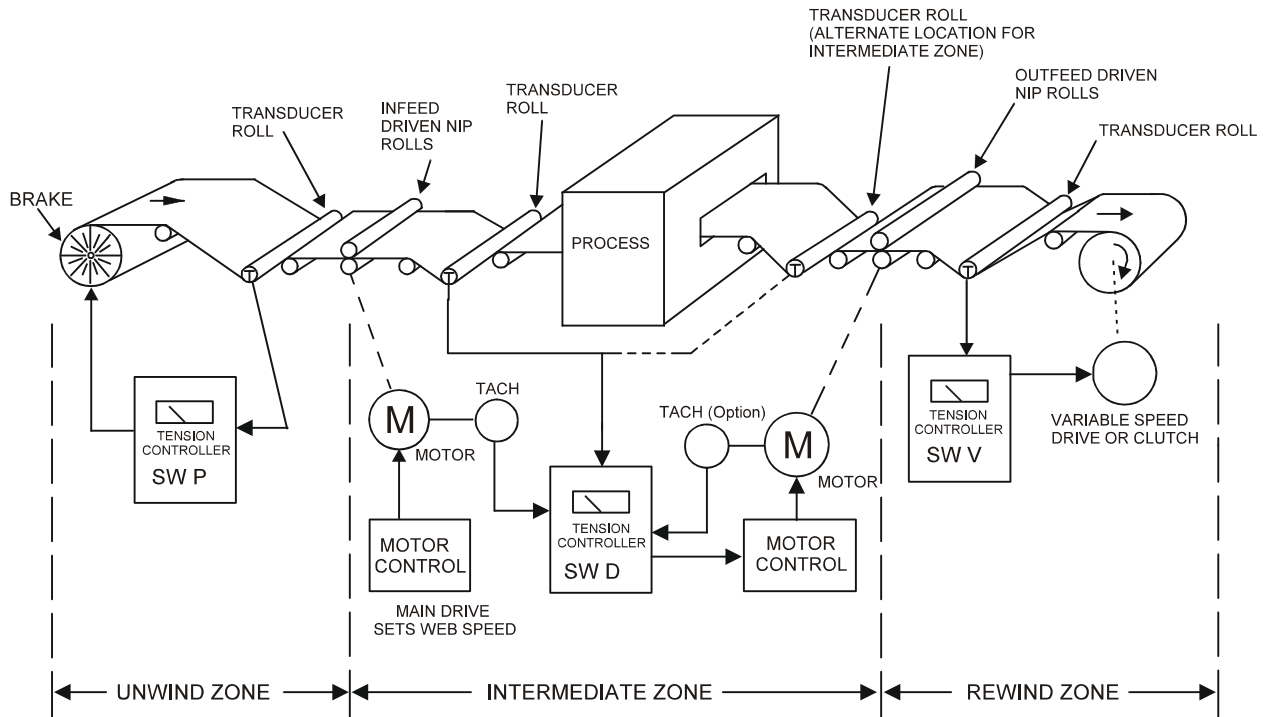 TRANSDUCER ROLL
(ALTERNATE LOCATION FOR
INTERMEDIATE ZONE)
OUTFEED DRIVEN
NIP ROLLS
TRANSDUCER
ROLL
INFEED
DRIVEN NIP
ROLLS
TRANSDUCER
ROLL
TRANSDUCER ROLL
BRAKE
PROCESS
T
T
T
T
TENSION
CONTROLLER
SW P
M
MOTOR
TACH
MOTOR
CONTROL
MAIN DRIVE
SETS WEB SPEED
TENSION
CONTROLLER
SW D
TACH (Option)
M
MOTOR
MOTOR
CONTROL
TENSION
CONTROLLER
SW V
VARIABLE SPEED
DRIVE OR CLUTCH
UNWIND ZONE
INTERMEDIATE ZONE
REWIND ZONE